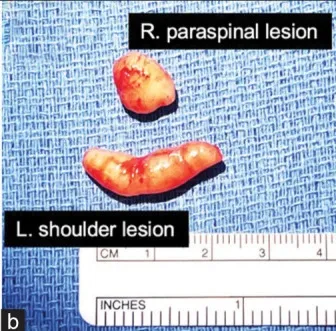 R. paraspinal lesion
L. shoulder lesion
CM 1 2 3 4
INCHES 1
b